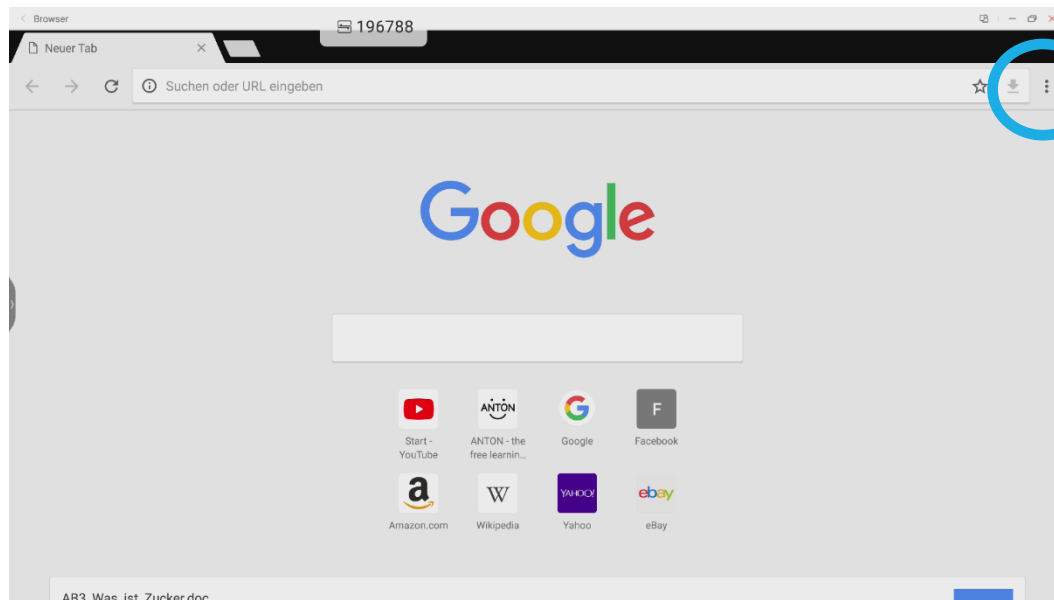 Browser
196788
Neuer Tab
Suchen oder URL eingeben
Google
ANTON
F
Start -
YouTube
ANTON - the
free learnin...
Google
Facebook
a
W
YAHOO!
ebay
Amazon.com
Wikipedia
Yahoo
eBay
AB3_Was_ist_Zucker.doc